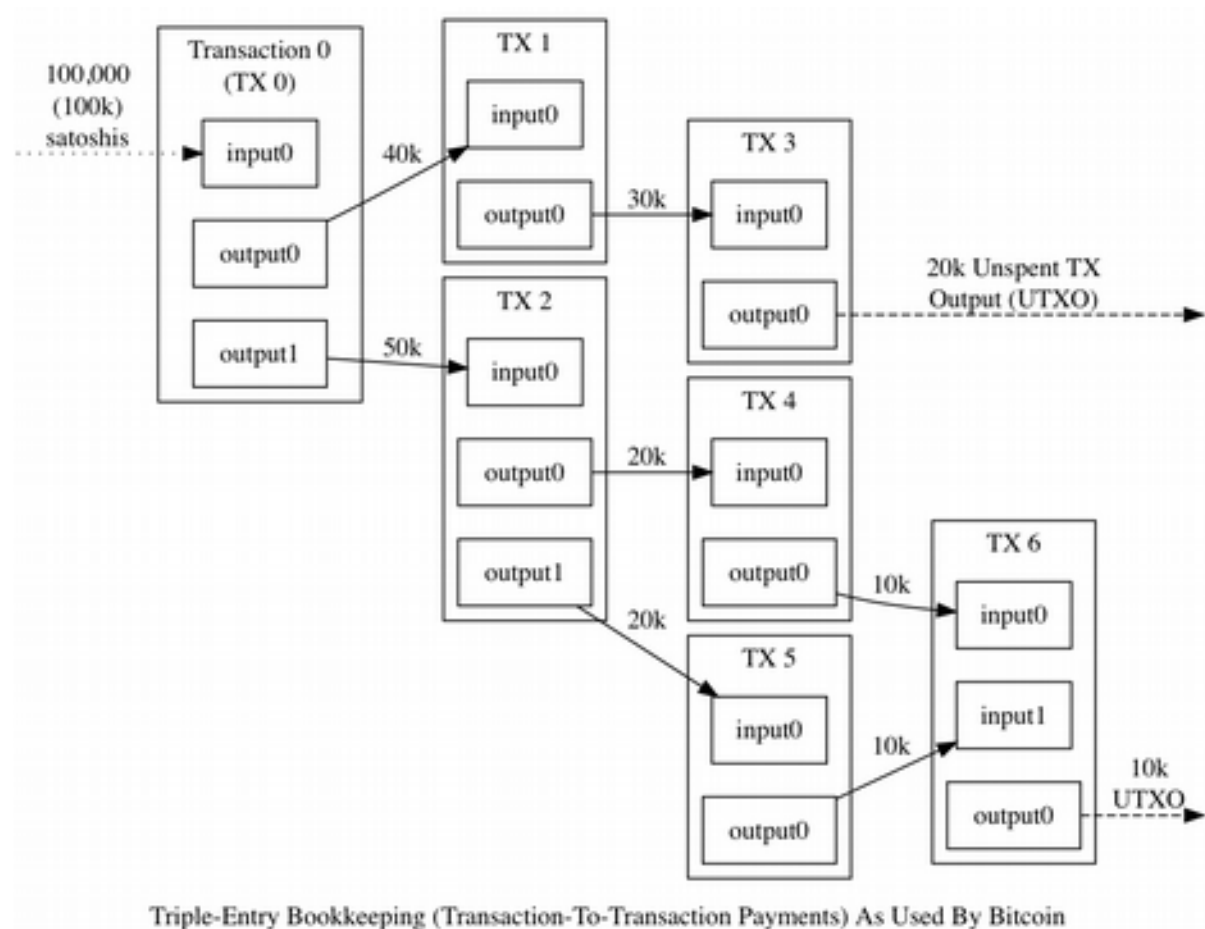 100,000
(100k)
satoshis
Transaction 0
(TX 0)
input0
output0
output1
40k
50k
TX 1
input0
output0
30k
TX 2
input0
output0
output1
20k
20k
TX 3
input0
output0
20k Unspent TX
Output (UTXO)
TX 4
input0
output0
10k
TX 5
input0
output0
10k
TX 6
input0
input1
output0
10k
UTXO
Triple-Entry Bookkeeping (Transaction-To-Transaction Payments) As Used By Bitcoin